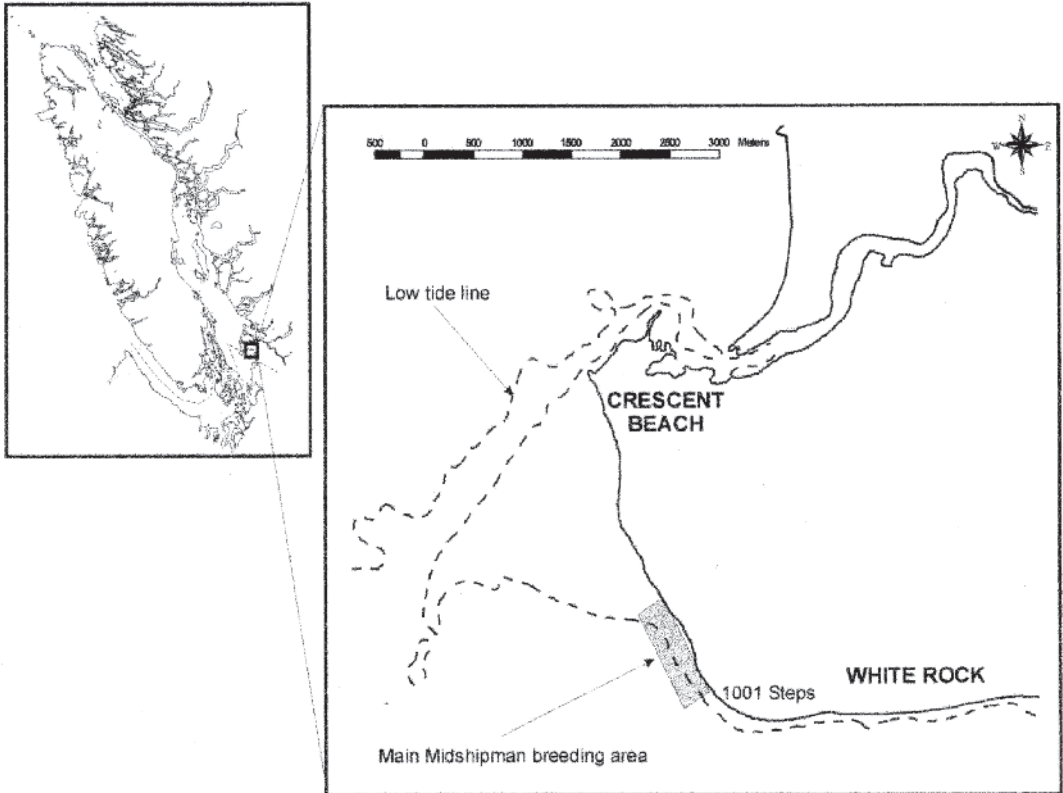 500 0 500 1000 1500 2000 2500 3000 Meters
N
W E
S
Low tide line
CRESCENT
BEACH
WHITE ROCK
1001 Steps
Main Midshipman breeding area